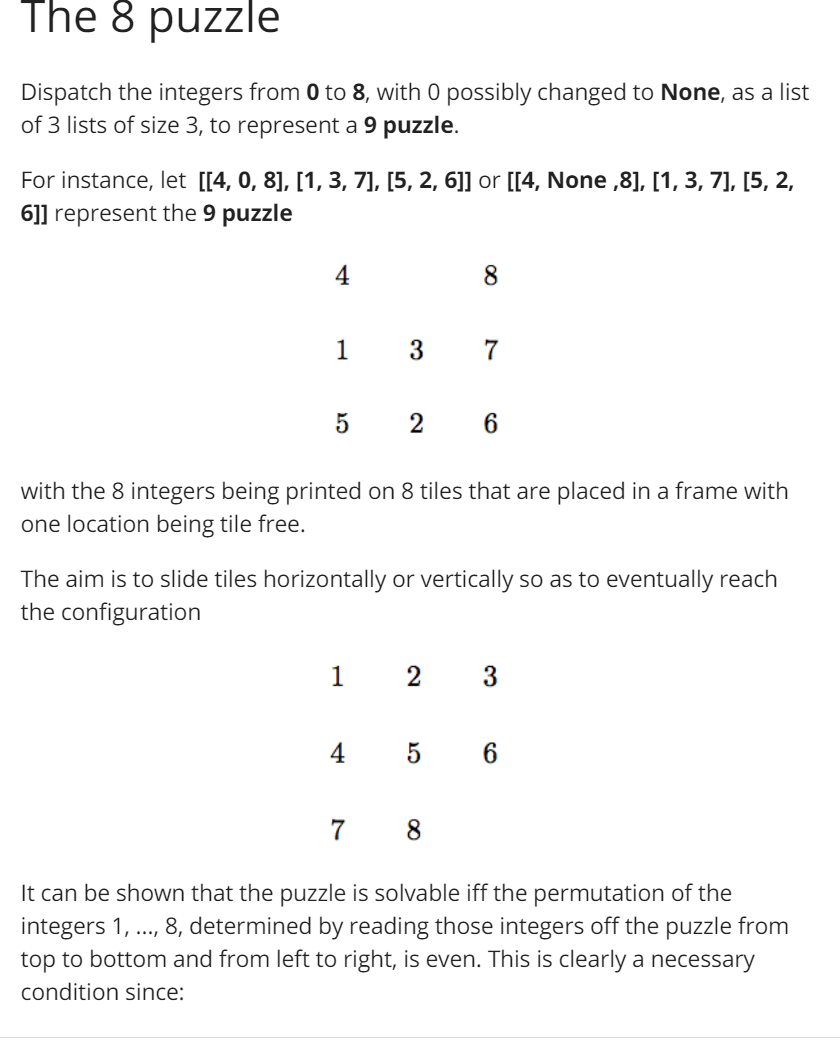 The 8 puzzle
Dispatch the integers from 0 to 8, with 0 possibly changed to None, as a list
of 3 lists of size 3, to represent a 9 puzzle.
For instance, let [[4, 0, 8], [1, 3, 7], [5, 2, 6]] or [[4, None ,8], [1, 3, 7], [5, 2,
6]] represent the 9 puzzle
4 8
1 3 7
5 2 6
with the 8 integers being printed on 8 tiles that are placed in a frame with
one location being tile free.
The aim is to slide tiles horizontally or vertically so as to eventually reach
the configuration
1 2 3
4 5 6
7 8
It can be shown that the puzzle is solvable iff the permutation of the
integers 1, ..., 8, determined by reading those integers off the puzzle from
top to bottom and from left to right, is even. This is clearly a necessary
condition since: